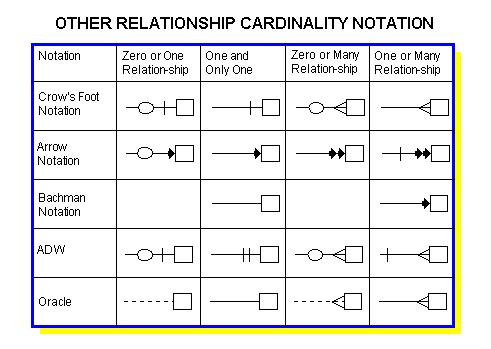 OTHER RELATIONSHIP CARDINALITY NOTATION
Notation
Zero or One
Relation-ship
One and
Only One
Zero or Many
Relation-ship
One or Many
Relation-ship
Crow's Foot
Notation
Arrow
Notation
Bachman
Notation
ADW
Oracle